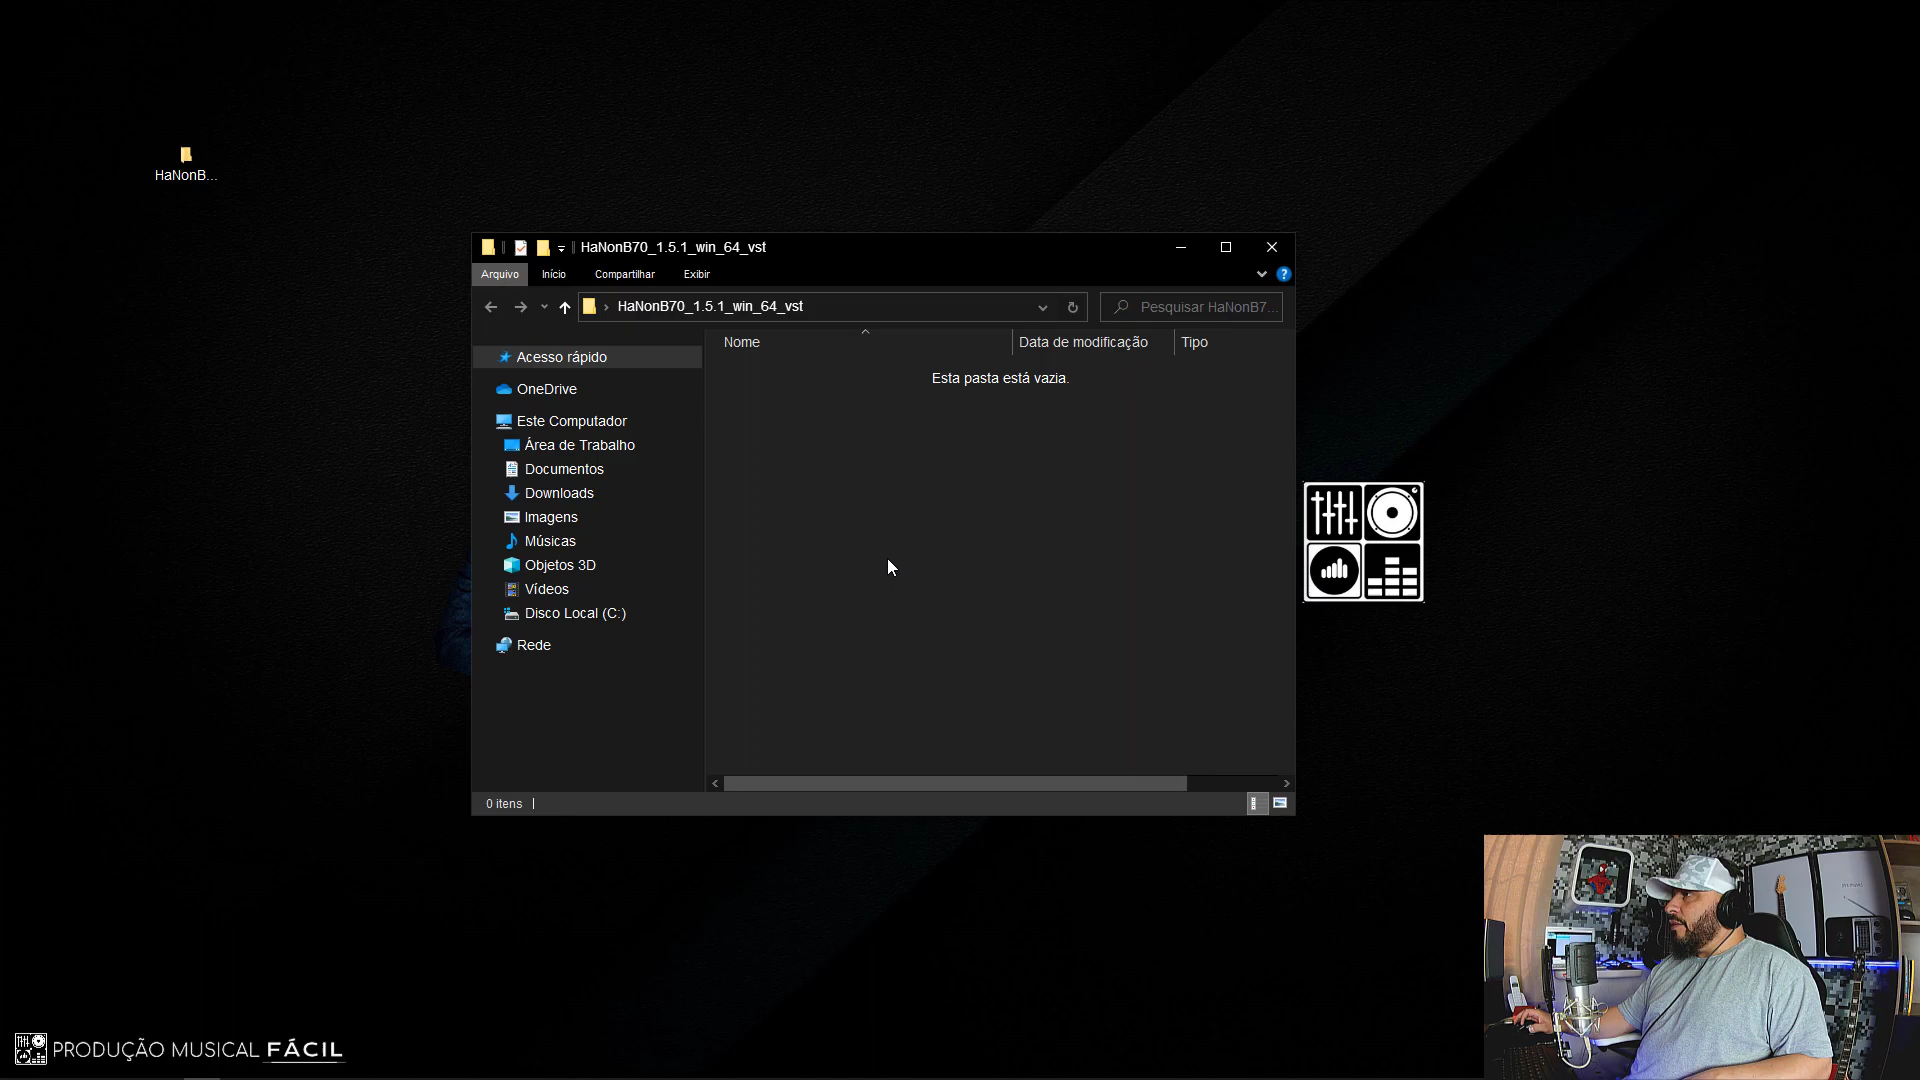 HaNonB...
HaNonB70_1.5.1_win_64_vst
Arquivo Início Compartilhar Exibir
HaNonB70_1.5.1_win_64_vst
Pesquisar HaNonB7...
Nome Data de modificação Tipo
Esta pasta está vazia.
Acesso rápido
OneDrive
Este Computador
Área de Trabalho
Documentos
Downloads
Imagens
Músicas
Objetos 3D
Vídeos
Disco Local (C:)
Rede
0 itens
PRODUÇÃO MUSICAL FÁCIL